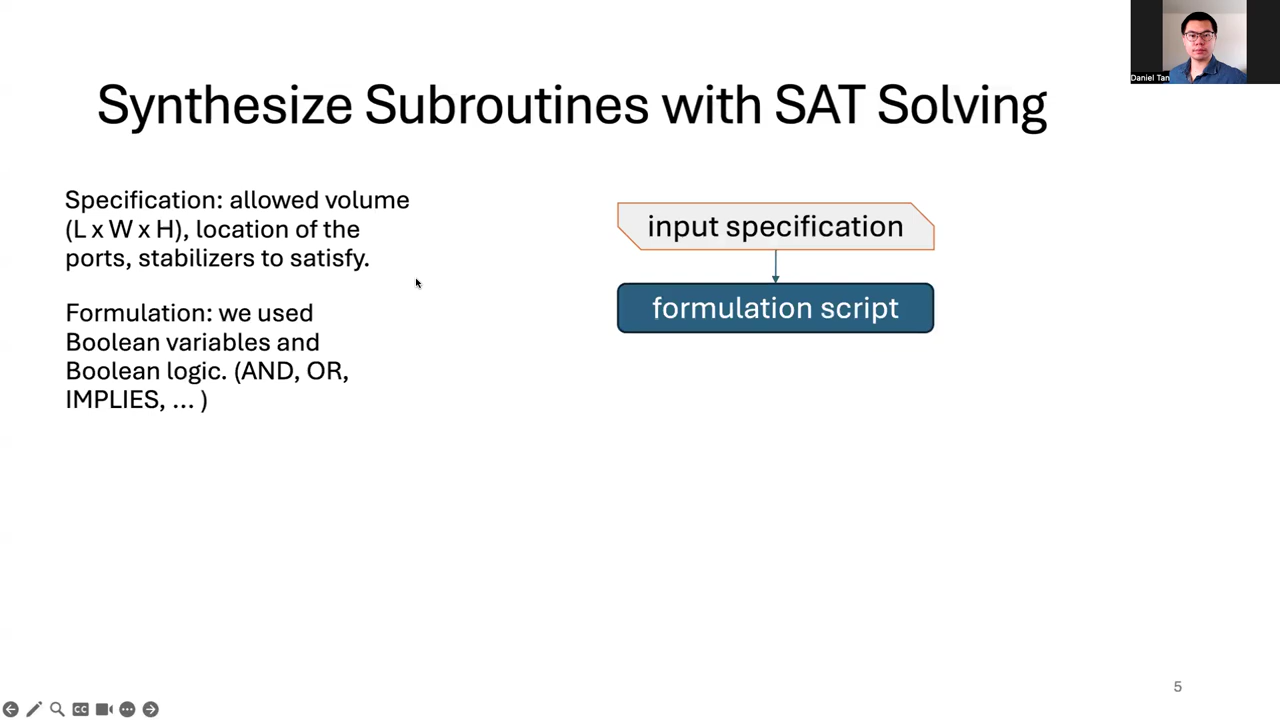 Daniel Tan
Synthesize Subroutines with SAT Solving
Specification: allowed volume
(L x W x H), location of the
ports, stabilizers to satisfy.
Formulation: we used
Boolean variables and
Boolean logic. (AND, OR,
IMPLIES, … )
input specification
formulation script
5
CC